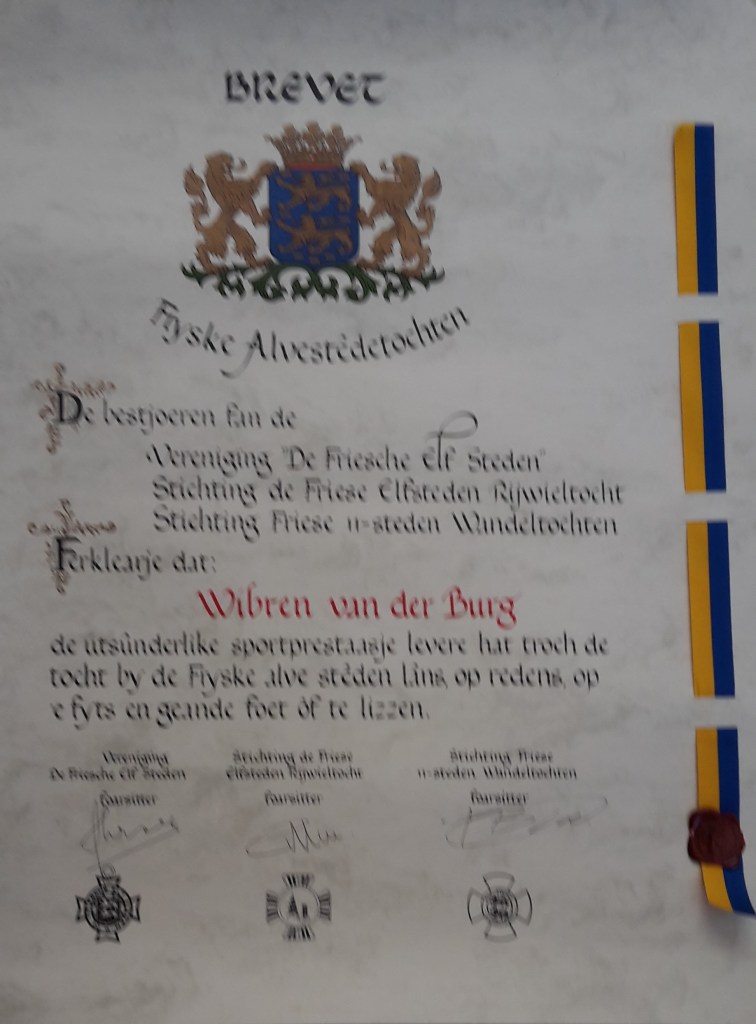 BREVET
Fryske Alvestêdetochten
De bestjoeren fan de
Vereniging "De Friesche Elf Steden"
Stichting de Friese Elfsteden Rijwieltocht
Stichting Friese 11-steden Wandeltochten
Ferklearje dat:
Wibren van der Burg
de útsûnderlike sportprestaasje levere hat troch de
tocht by de Fryske alve stêden lâns, op redens, op
'e fyts en geande foet ôf te lizzen.
Vereniging
De Friesche Elf Steden
foarsitter
Stichting de Friese
Elfsteden Rijwieltocht
foarsitter
Stichting Friese
11-steden Wandeltochten
foarsitter